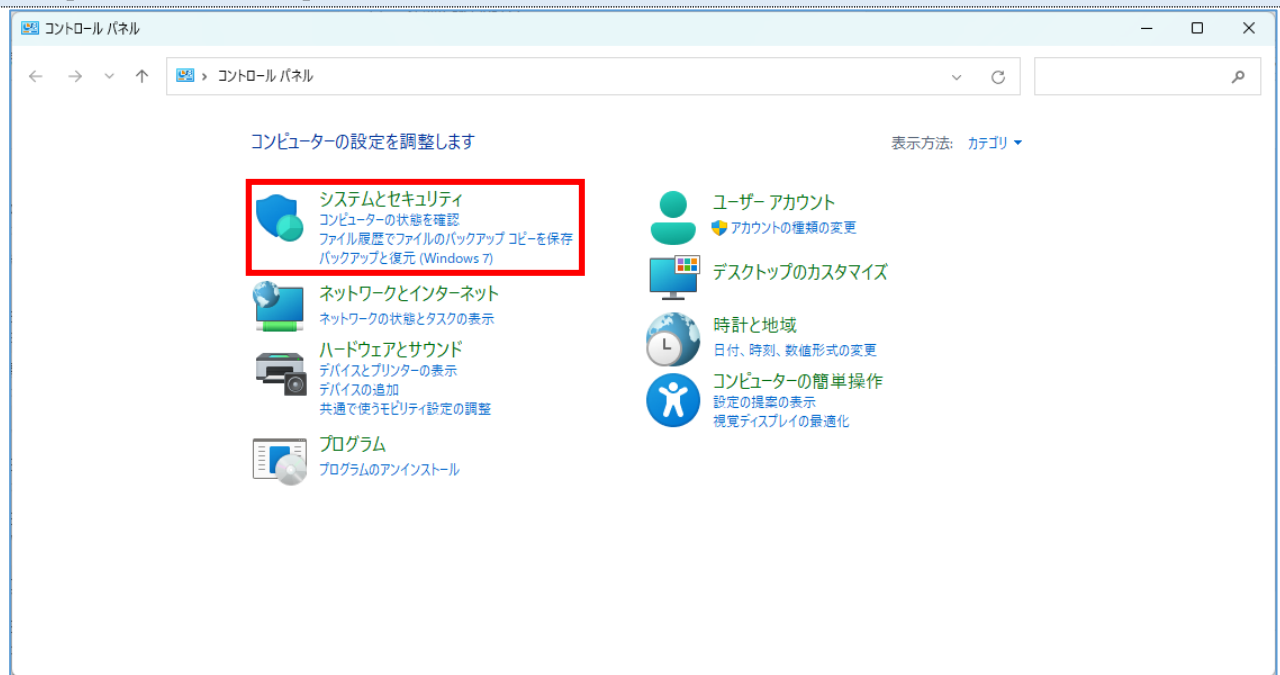 コントロール パネル
コントロール パネル
コンピューターの設定を調整します
表示方法: カテゴリ
システムとセキュリティ
コンピューターの状態を確認
ファイル履歴でファイルのバックアップ コピーを保存
バックアップと復元 (Windows 7)
ネットワークとインターネット
ネットワークの状態とタスクの表示
ハードウェアとサウンド
デバイスとプリンターの表示
デバイスの追加
共通で使うモビリティ設定の調整
プログラム
プログラムのアンインストール
ユーザー アカウント
アカウントの種類の変更
デスクトップのカスタマイズ
時計と地域
日付、時刻、数値形式の変更
コンピューターの簡単操作
設定の提案の表示
視覚ディスプレイの最適化